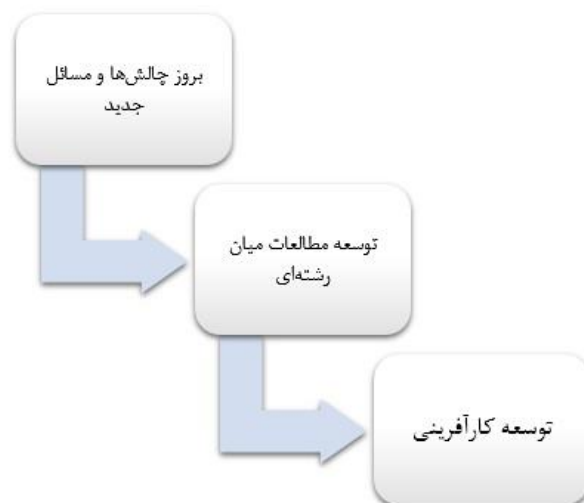 بروز چالش‌ها و مسائل
جدید
توسعه مطالعات میان
رشته‌ای
توسعه کارآفرینی